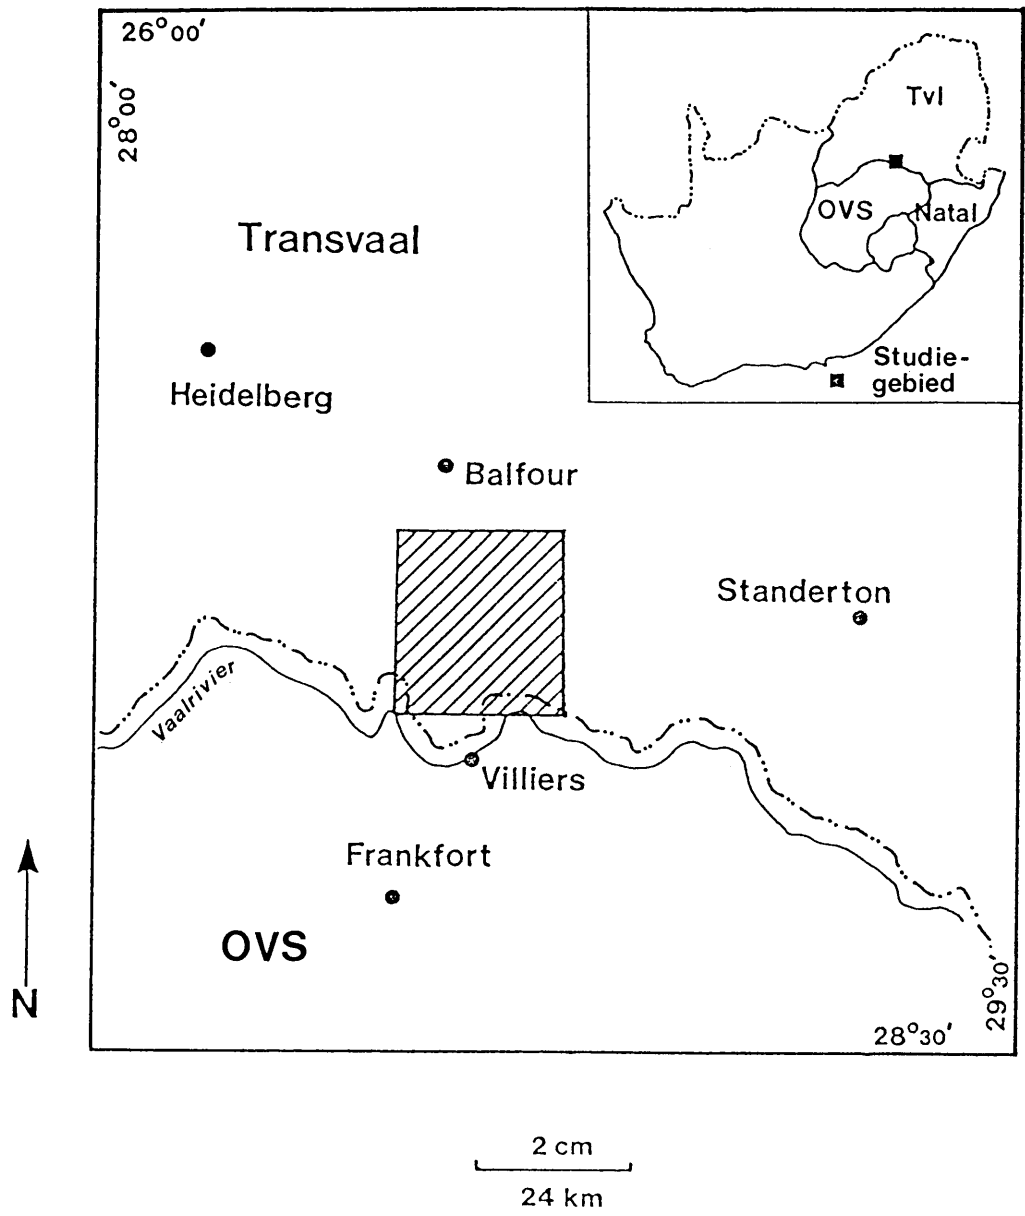 26°00'
28°00'
Tvl
OVS
Natal
Studie-
gebied
Transvaal
Heidelberg
Balfour
Standerton
Vaalrivier
Villiers
Frankfort
OVS
N
29°30'
28°30'
2 cm
24 km